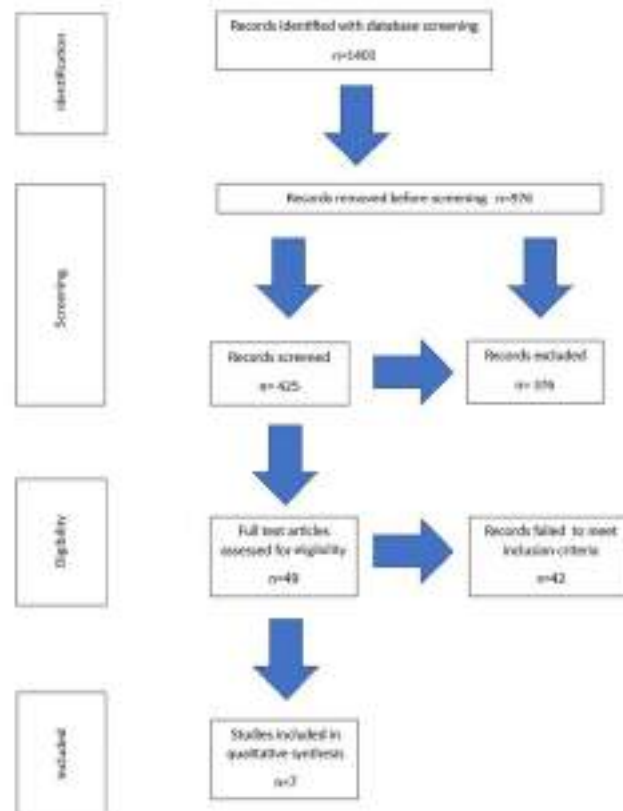 Identification
Records identified with database screening
n=1401
Screening
Records removed before screening n=976
Records screened
n= 425
Records excluded
n= 376
Eligibility
Full text articles
assessed for eligibility
n=49
Records failed to meet
inclusion criteria
n=42
Included
Studies included in
qualitative synthesis
n=7